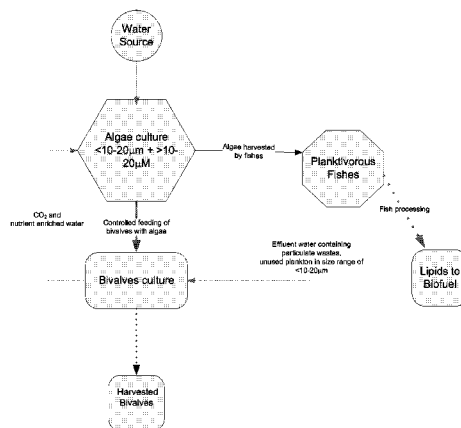 Water
Source
Algae culture
<10-20µm + >10-
20µM
Algae harvested
by fishes
Planktivorous
Fishes
Fish processing
CO₂ and
nutrient enriched water
Controlled feeding of
bivalves with algae
Effluent water containing
particulate wastes,
unused plankton in size range of
<10-20µm
Bivalves culture
Lipids to
Biofuel
Harvested
Bivalves